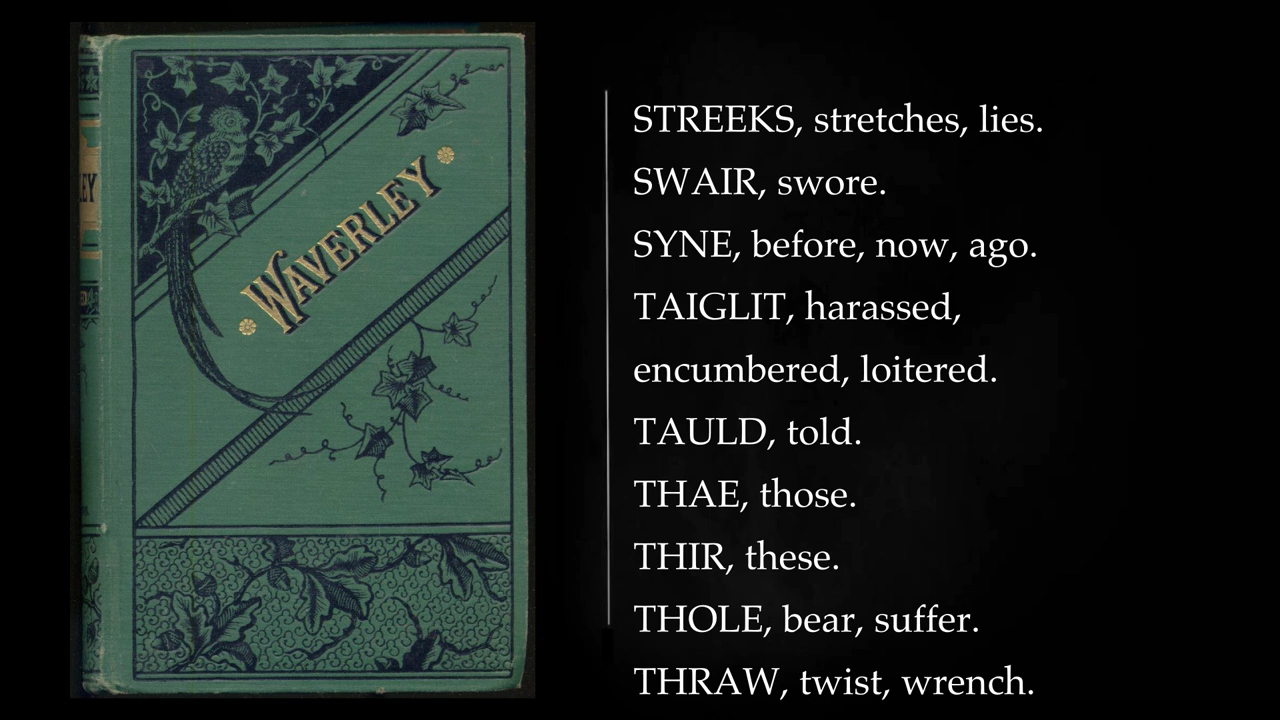 WAVERLEY
EY
STREEKS, stretches, lies.
SWAIR, swore.
SYNE, before, now, ago.
TAIGLIT, harassed,
encumbered, loitered.
TAULD, told.
THAE, those.
THIR, these.
THOLE, bear, suffer.
THRAW, twist, wrench.